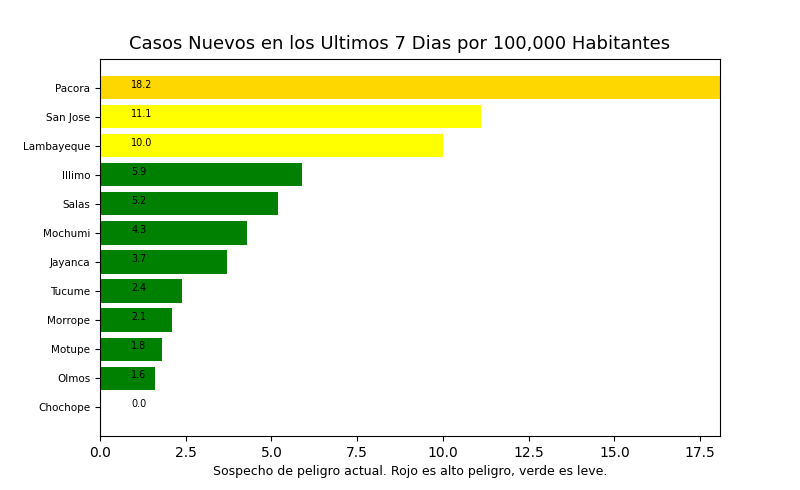 Casos Nuevos en los Ultimos 7 Dias por 100,000 Habitantes
Pacora 18.2
San Jose 11.1
Lambayeque 10.0
Illimo 5.9
Salas 5.2
Mochumi 4.3
Jayanca 3.7
Tucume 2.4
Morrope 2.1
Motupe 1.8
Olmos 1.6
Chochope 0.0
0.0 2.5 5.0 7.5 10.0 12.5 15.0 17.5
Sospecho de peligro actual. Rojo es alto peligro, verde es leve.